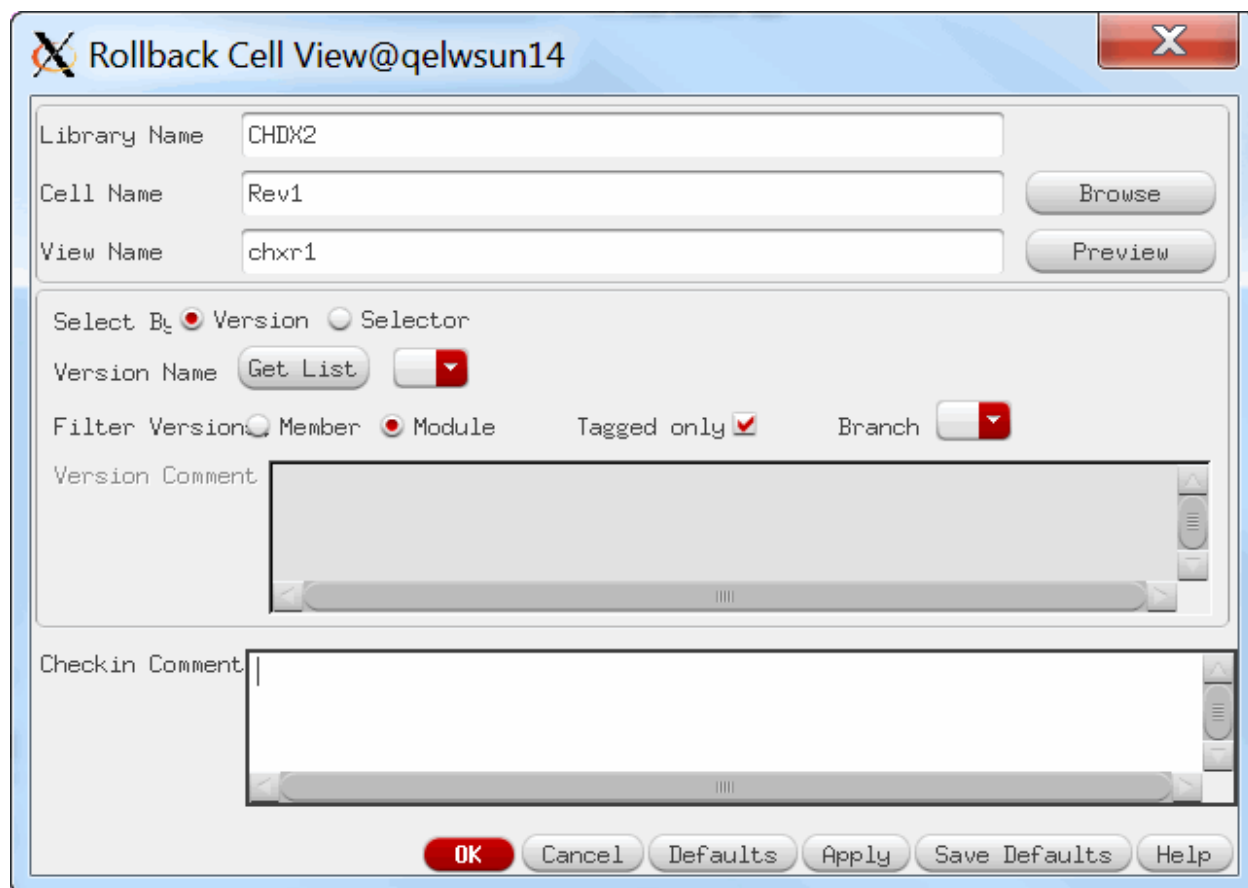 Rollback Cell View@qelwsun14
Library Name CHDX2
Cell Name Rev1 Browse
View Name chxr1 Preview
Select By Version Selector
Version Name Get List
Filter Version Member Module Tagged only Branch
Version Comment
Checkin Comment
OK Cancel Defaults Apply Save Defaults Help